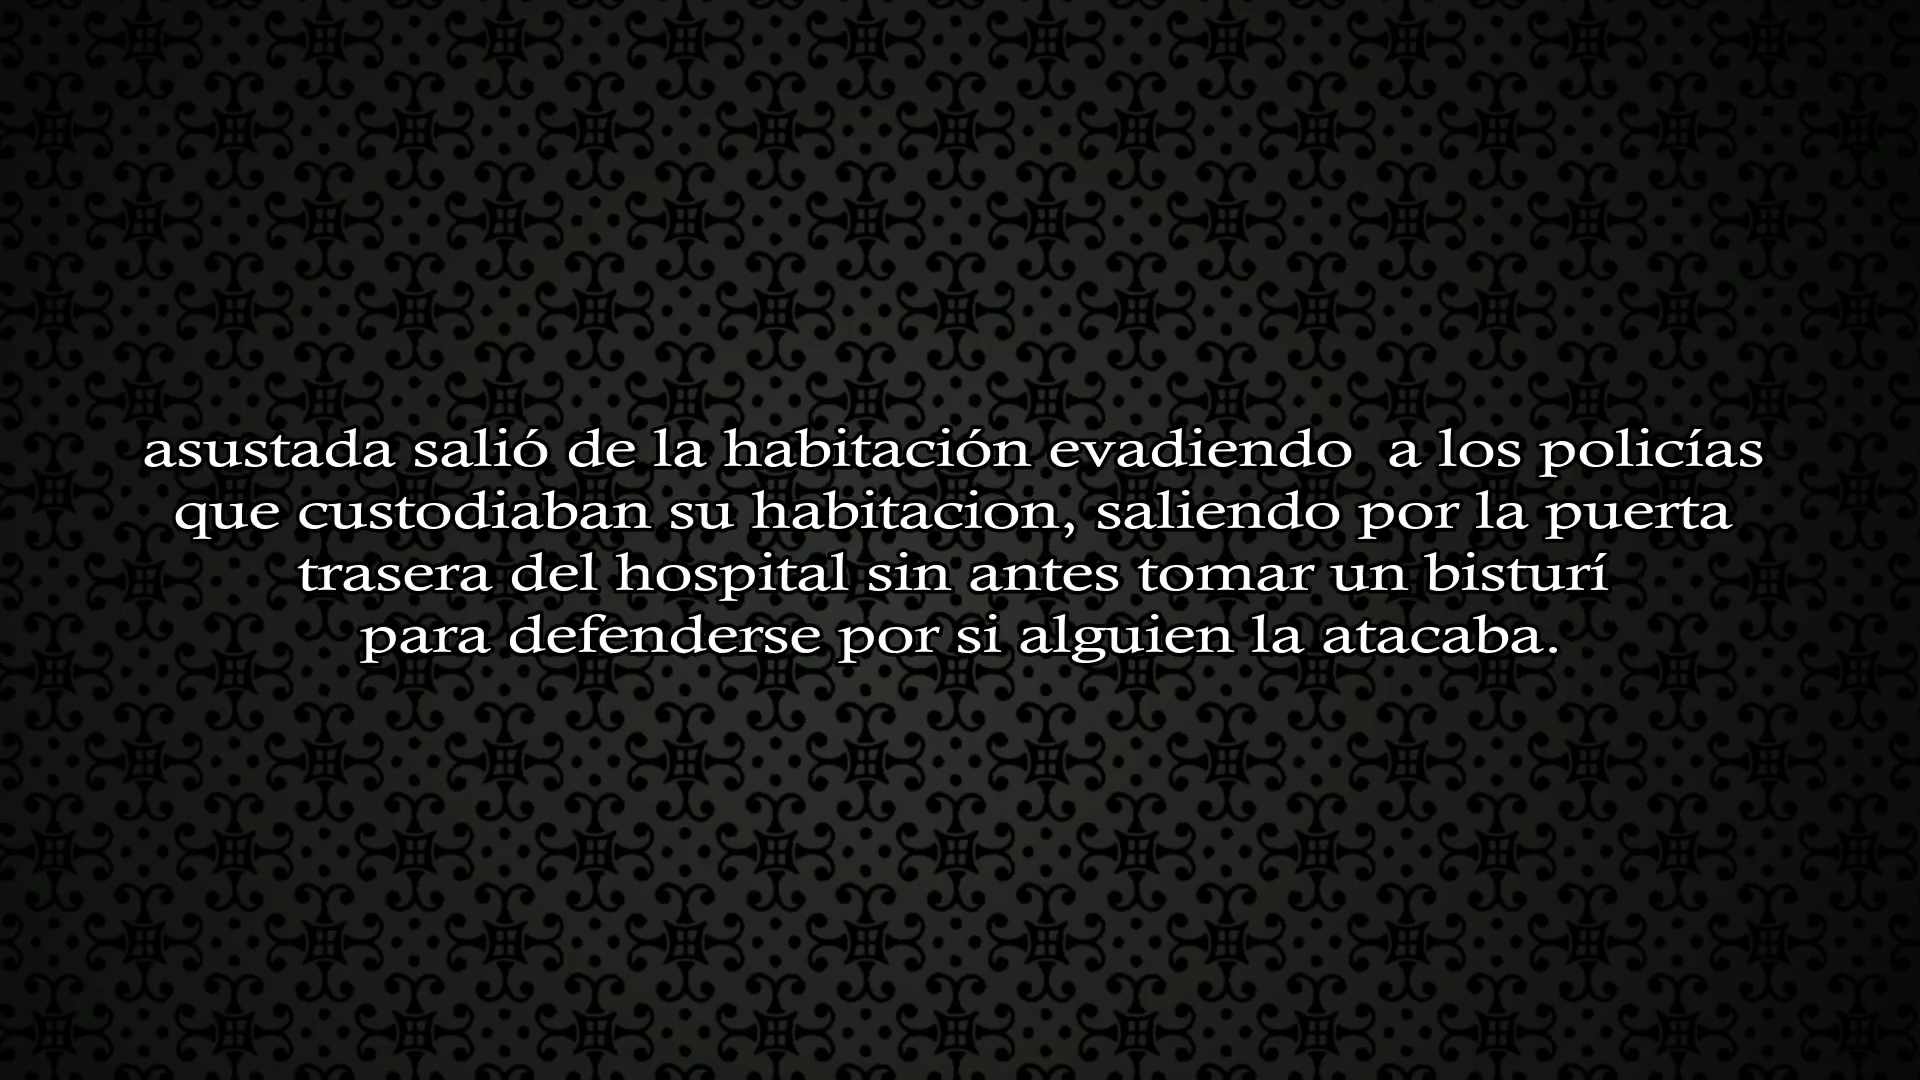 asustada salió de la habitación evadiendo  a los policías
que custodiaban su habitacion, saliendo por la puerta
trasera del hospital sin antes tomar un bisturí
para defenderse por si alguien la atacaba.